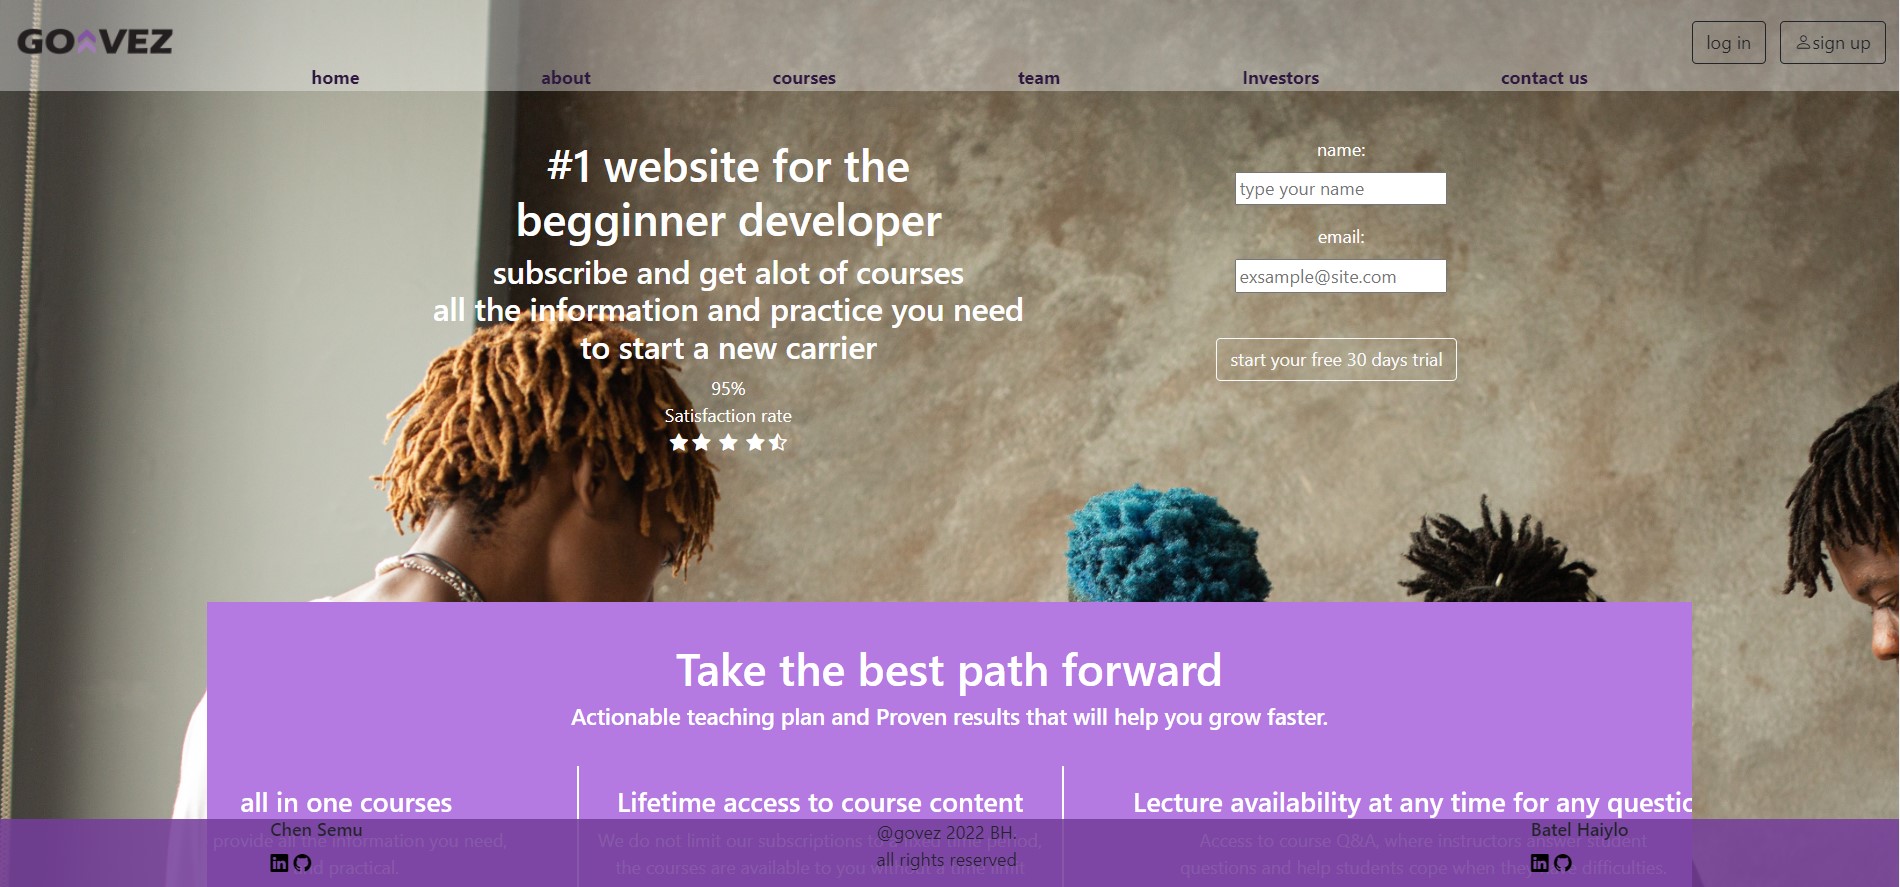 GO VEZ
log in
sign up
home
about
courses
team
Investors
contact us
#1 website for the
begginner developer
subscribe and get alot of courses
all the information and practice you need
to start a new carrier
95%
Satisfaction rate
name:
type your name
email:
exsample@site.com
start your free 30 days trial
Take the best path forward
Actionable teaching plan and Proven results that will help you grow faster.
all in one courses
provide all the information you need,
and practical.
Lifetime access to course content
We do not limit our subscriptions to a fixed time period,
the courses are available to you without a time limit
Lecture availability at any time for any questio
Access to course Q&A, where instructors answer student
questions and help students cope when they difficulties.
Chen Semu
in
@govez 2022 BH.
all rights reserved
Batel Haiylo
in